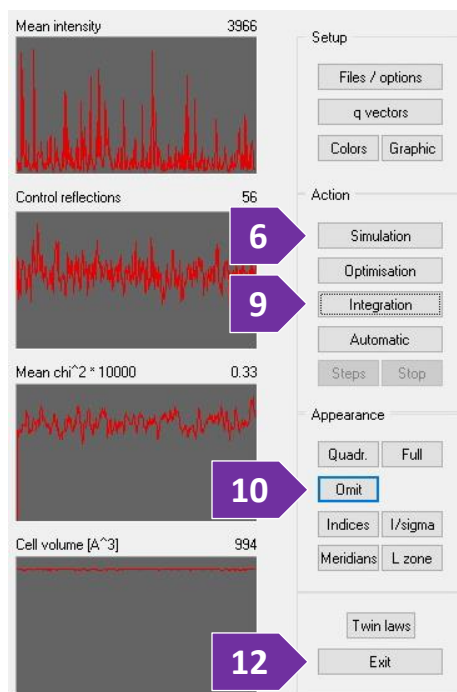 Mean intensity 3966
Control reflections 56
Mean chi^2 * 10000 0.33
Cell volume [A^3] 994
Setup
Files / options
q vectors
Colors Graphic
Action
6 Simulation
Optimisation
9 Integration
Automatic
Steps Stop
Appearance
Quadr. Full
10 Omit
Indices I/sigma
Meridians L zone
Twin laws
12 Exit